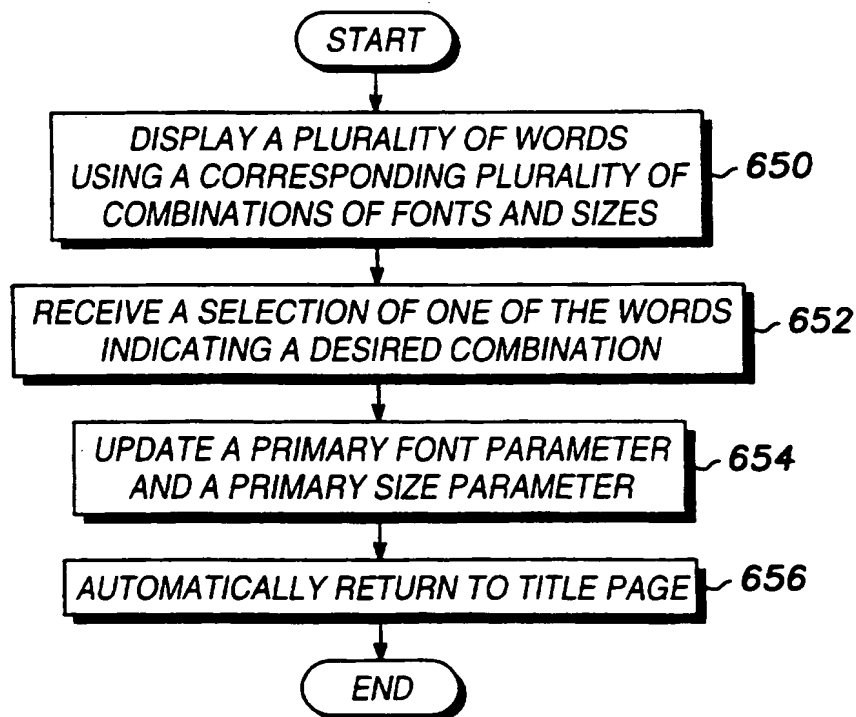 START
DISPLAY A PLURALITY OF WORDS
USING A CORRESPONDING PLURALITY OF
COMBINATIONS OF FONTS AND SIZES
650
RECEIVE A SELECTION OF ONE OF THE WORDS
INDICATING A DESIRED COMBINATION
652
UPDATE A PRIMARY FONT PARAMETER
AND A PRIMARY SIZE PARAMETER
654
AUTOMATICALLY RETURN TO TITLE PAGE
656
END